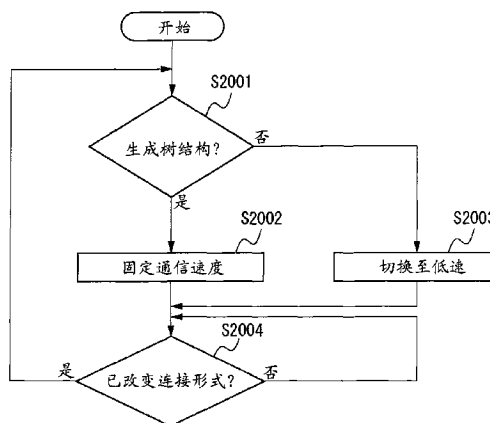 开始
S2001
生成树结构?
否
是
S2002
固定通信速度
S2003
切换至低速
S2004
是
已改变连接形式?
否